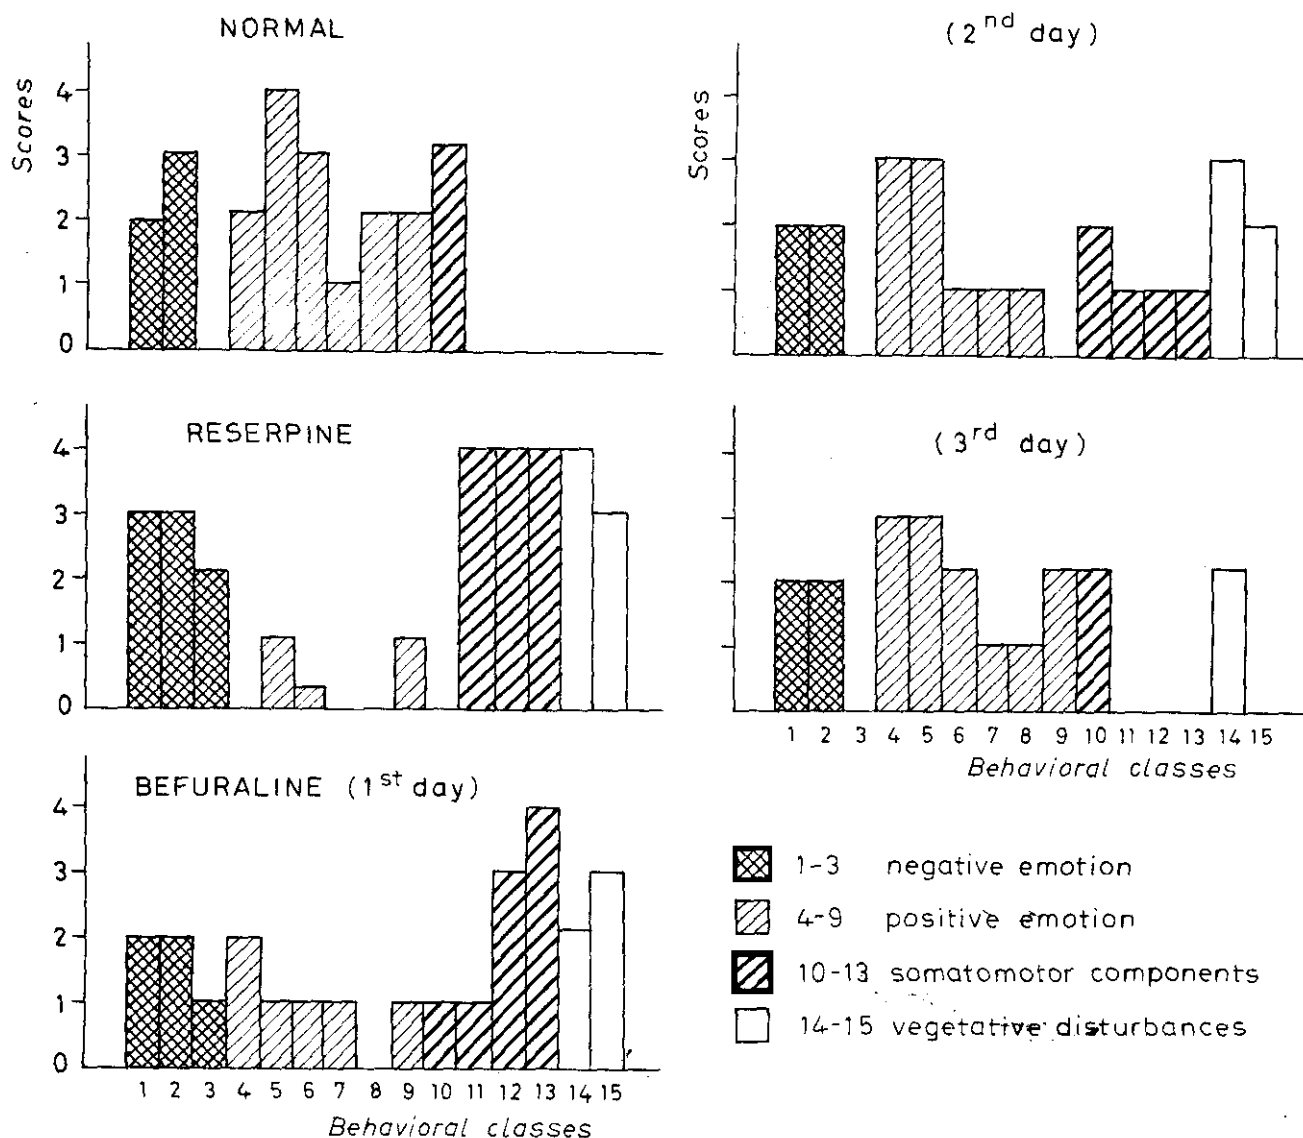 NORMAL
Scores
4
3
2
1
0
(2nd day)
Scores
RESERPINE
4
3
2
1
0
(3rd day)
1 2 3 4 5 6 7 8 9 10 11 12 13 14 15
Behavioral classes
BEFURALINE (1st day)
4
3
2
1
0
1 2 3 4 5 6 7 8 9 10 11 12 13 14 15
Behavioral classes
1-3 negative emotion
4-9 positive emotion
10-13 somatomotor components
14-15 vegetative disturbances